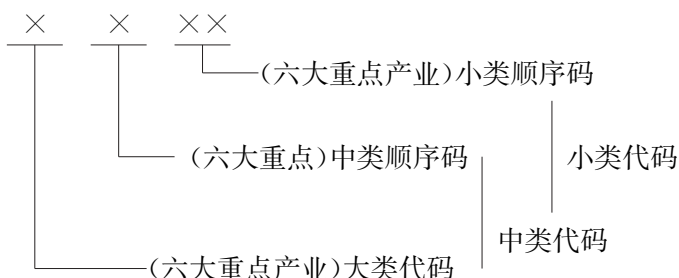 × × ××
(六大重点产业)小类顺序码
(六大重点)中类顺序码 小类代码
中类代码
(六大重点产业)大类代码